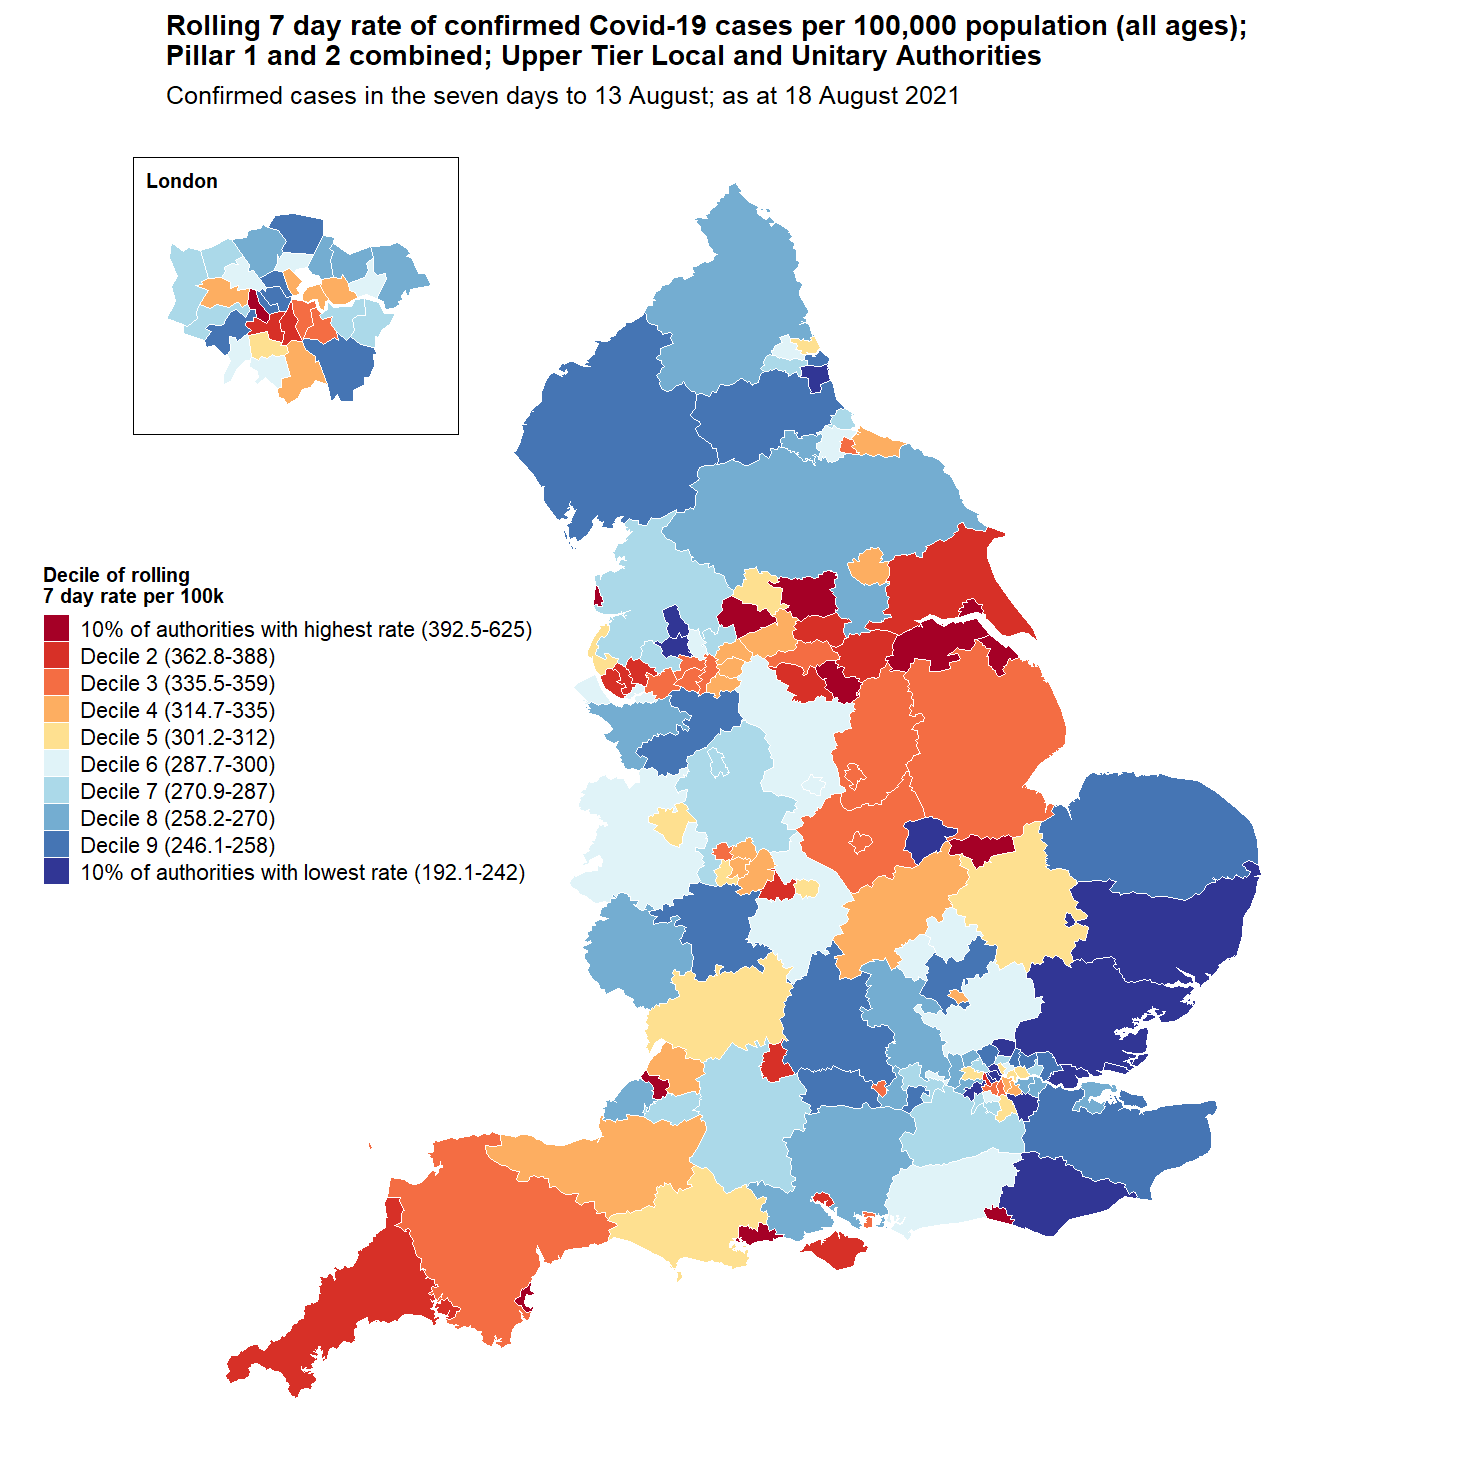 Rolling 7 day rate of confirmed Covid-19 cases per 100,000 population (all ages);
Pillar 1 and 2 combined; Upper Tier Local and Unitary Authorities
Confirmed cases in the seven days to 13 August; as at 18 August 2021
London
Decile of rolling
7 day rate per 100k
10% of authorities with highest rate (392.5-625)
Decile 2 (362.8-388)
Decile 3 (335.5-359)
Decile 4 (314.7-335)
Decile 5 (301.2-312)
Decile 6 (287.7-300)
Decile 7 (270.9-287)
Decile 8 (258.2-270)
Decile 9 (246.1-258)
10% of authorities with lowest rate (192.1-242)